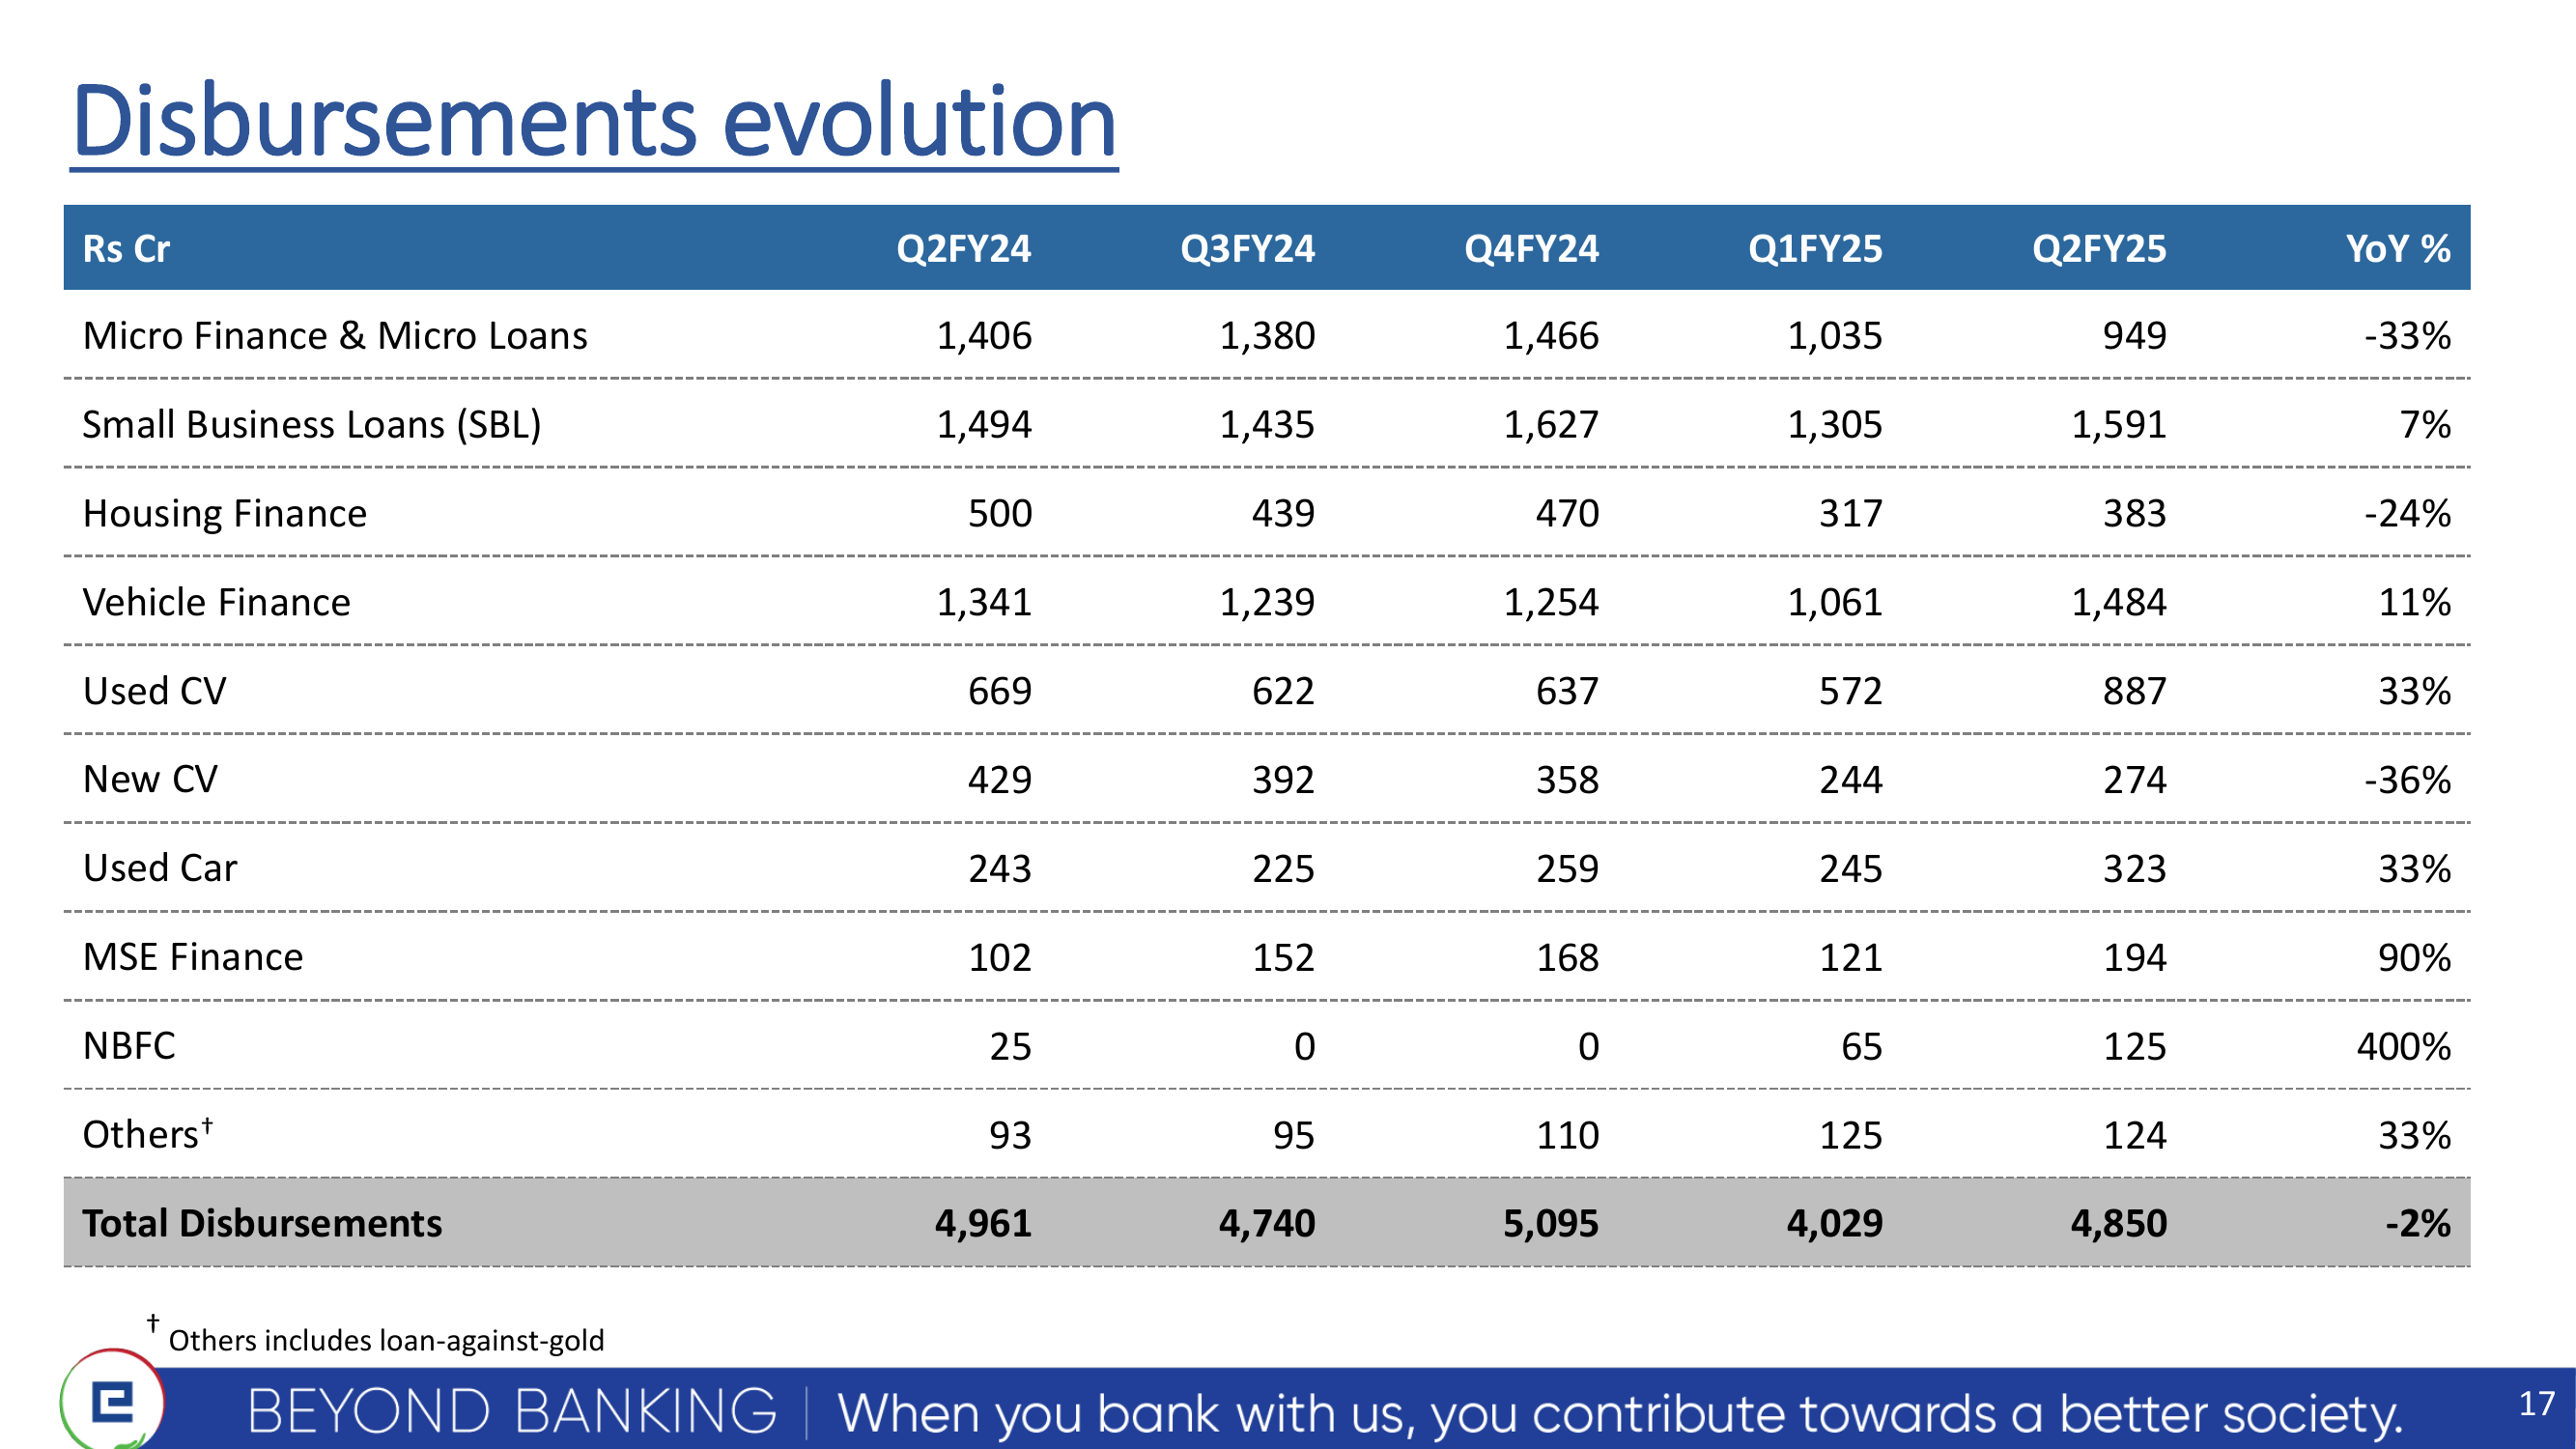 Disbursements evolution
Rs Cr Q2FY24 Q3FY24 Q4FY24 Q1FY25 Q2FY25 YoY %
Micro Finance & Micro Loans 1,406 1,380 1,466 1,035 949 -33%
Small Business Loans (SBL) 1,494 1,435 1,627 1,305 1,591 7%
Housing Finance 500 439 470 317 383 -24%
Vehicle Finance 1,341 1,239 1,254 1,061 1,484 11%
Used CV 669 622 637 572 887 33%
New CV 429 392 358 244 274 -36%
Used Car 243 225 259 245 323 33%
MSE Finance 102 152 168 121 194 90%
NBFC 25 0 0 65 125 400%
Others† 93 95 110 125 124 33%
Total Disbursements 4,961 4,740 5,095 4,029 4,850 -2%
† Others includes loan-against-gold
BEYOND BANKING | When you bank with us, you contribute towards a better society. 17